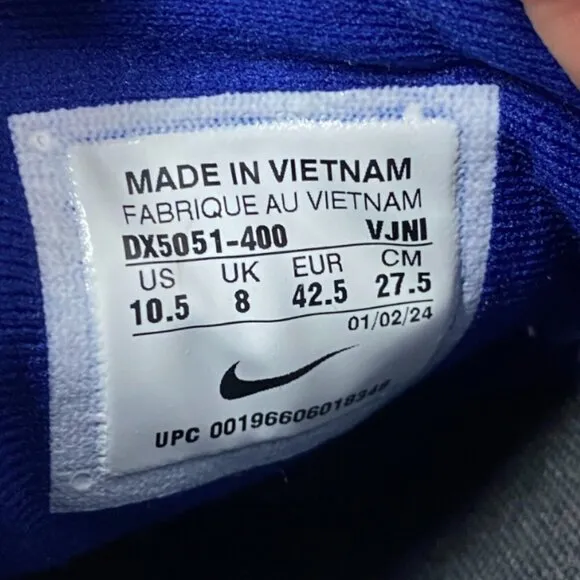 MADE IN VIETNAM
FABRIQUE AU VIETNAM
DX5051-400 VJNI
US UK EUR CM
10.5 8 42.5 27.5
01/02/24
UPC 00196606018348